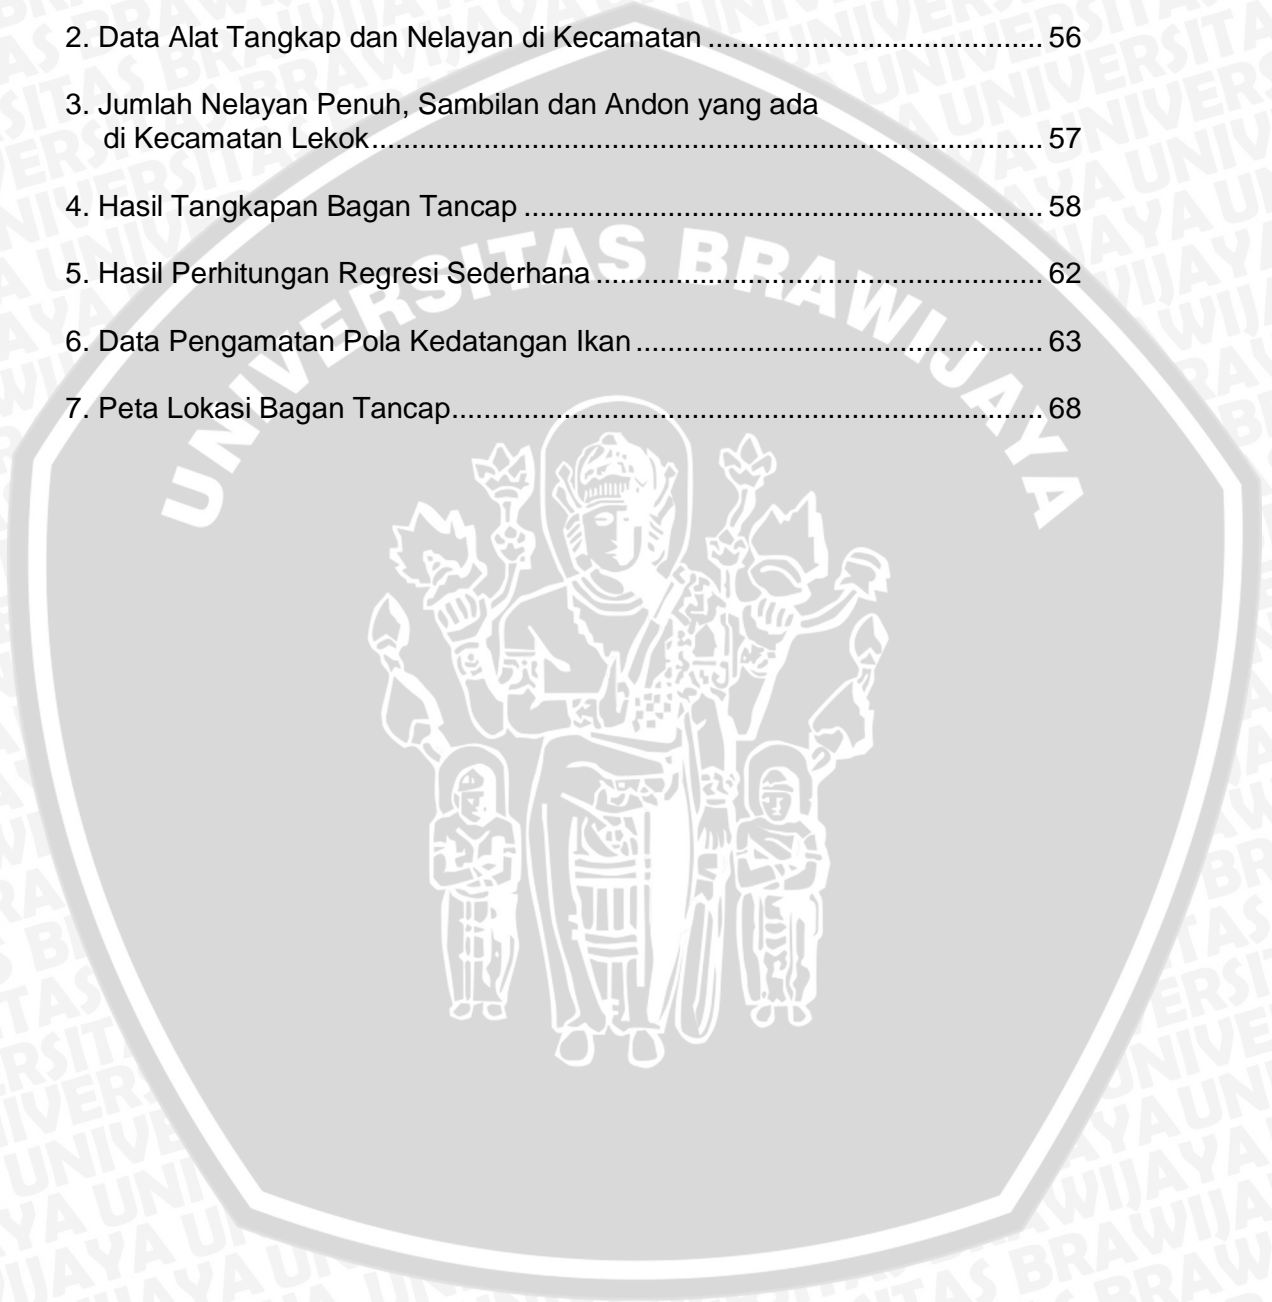 2. Data Alat Tangkap dan Nelayan di Kecamatan .......................................... 56
3. Jumlah Nelayan Penuh, Sambilan dan Andon yang ada
di Kecamatan Lekok.................................................................................... 57
4. Hasil Tangkapan Bagan Tancap ................................................................. 58
5. Hasil Perhitungan Regresi Sederhana ........................................................ 62
6. Data Pengamatan Pola Kedatangan Ikan ................................................... 63
7. Peta Lokasi Bagan Tancap.......................................................................... 68
UNIVERSITAS BRAWIJAYA